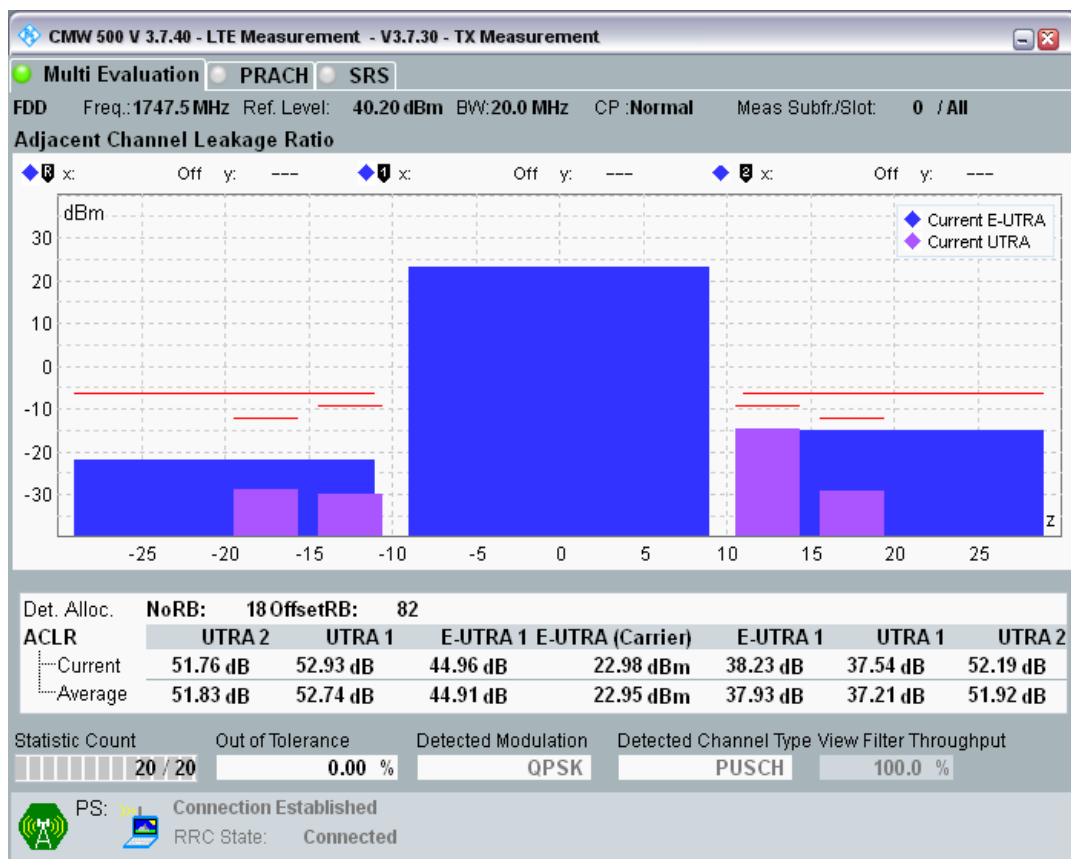 CMW 500 V 3.7.40 - LTE Measurement - V3.7.30 - TX Measurement
Multi Evaluation PRACH SRS
FDD Freq.:1747.5 MHz Ref. Level: 40.20 dBm BW:20.0 MHz CP :Normal Meas Subfr./Slot: 0 / All
Adjacent Channel Leakage Ratio
R x: Off y: --- 1 x: Off y: --- 2 x: Off y: ---
dBm
Current E-UTRA
Current UTRA
30
20
10
0
-10
-20
-30
z
-25 -20 -15 -10 -5 0 5 10 15 20 25
Det. Alloc. NoRB: 18 OffsetRB: 82
ACLR UTRA 2 UTRA 1 E-UTRA 1 E-UTRA (Carrier) E-UTRA 1 UTRA 1 UTRA 2
Current 51.76 dB 52.93 dB 44.96 dB 22.98 dBm 38.23 dB 37.54 dB 52.19 dB
Average 51.83 dB 52.74 dB 44.91 dB 22.95 dBm 37.93 dB 37.21 dB 51.92 dB
Statistic Count Out of Tolerance Detected Modulation Detected Channel Type View Filter Throughput
20 / 20 0.00 % QPSK PUSCH 100.0 %
PS: Connection Established
RRC State: Connected